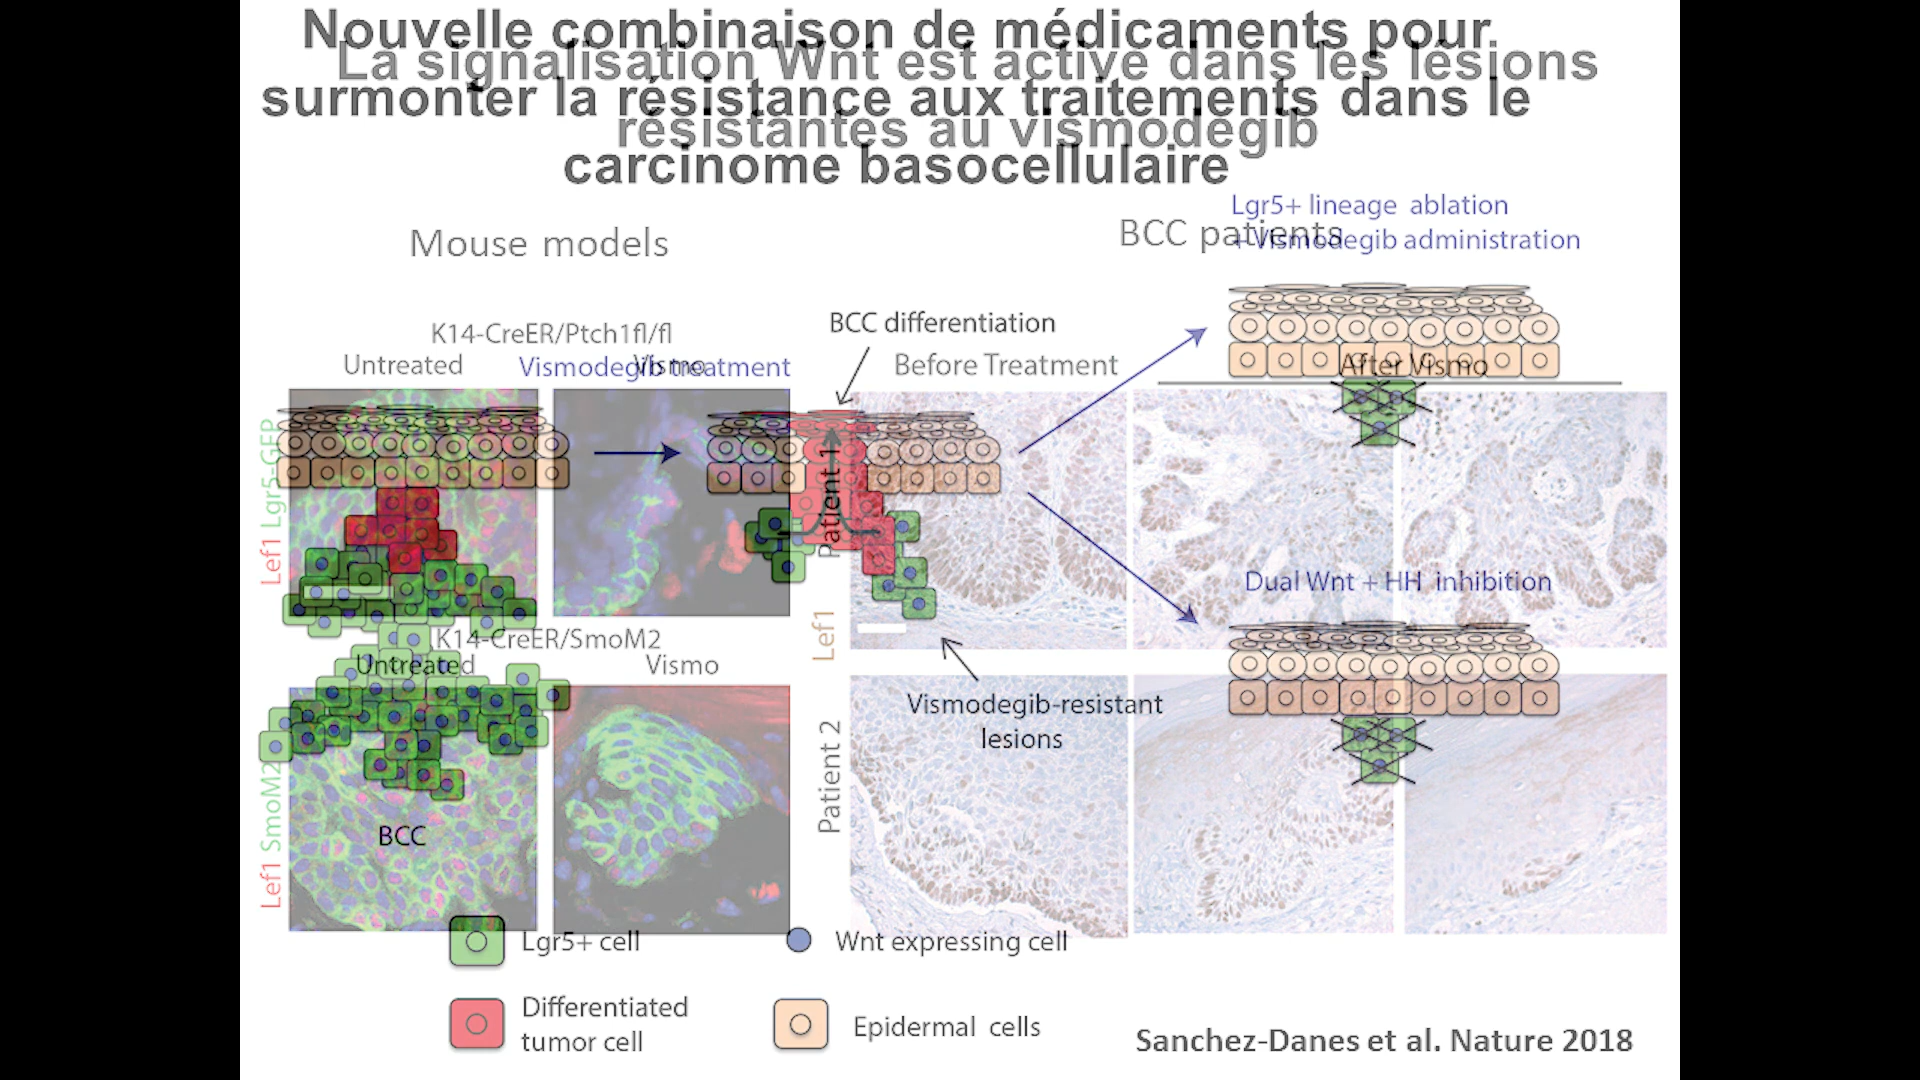 Nouvelle combinaison de médicaments pour
surmonter la résistance aux traitements dans le
carcinome basocellulaire
La signalisation Wnt est active dans les lésions
résistantes au vismodegib
Mouse models
BCC patients
Lgr5+ lineage ablation
+ Vismodegib administration
K14-CreER/Ptch1fl/fl
Untreated
Vismo
Vismodegib treatment
BCC differentiation
Before Treatment
After Vismo
Lef1 Lgr5-GFP
Patient 1
Lef1
Dual Wnt + HH inhibition
K14-CreER/SmoM2
Untreated
Vismo
Vismodegib-resistant
lesions
Lef1 SmoM2
Patient 2
BCC
Lgr5+ cell
Wnt expressing cell
Differentiated
tumor cell
Epidermal cells
Sanchez-Danes et al. Nature 2018